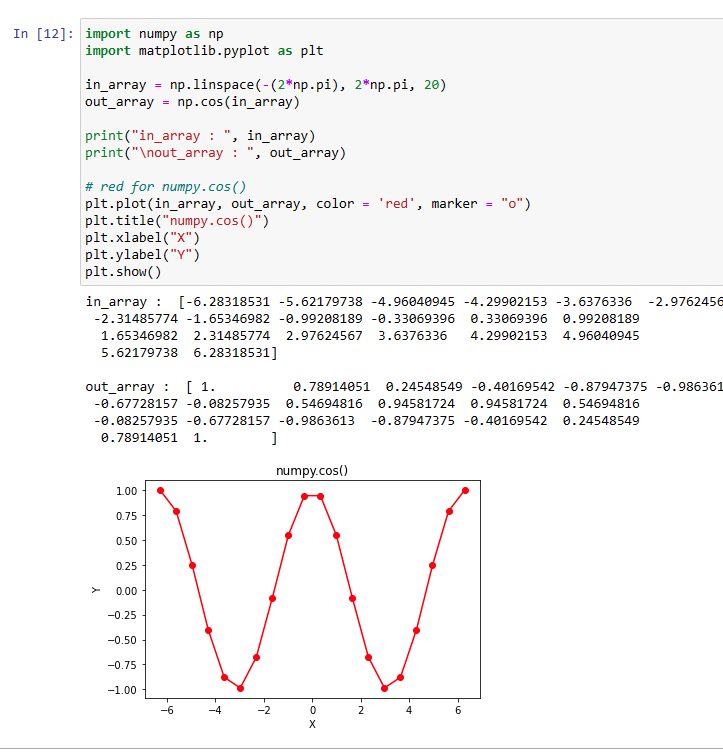 In [12]: import numpy as np
import matplotlib.pyplot as plt
in_array = np.linspace(-(2*np.pi), 2*np.pi, 20)
out_array = np.cos(in_array)
print("in_array : ", in_array)
print("\nout_array : ", out_array)
# red for numpy.cos()
plt.plot(in_array, out_array, color = 'red', marker = "o")
plt.title("numpy.cos()")
plt.xlabel("X")
plt.ylabel("Y")
plt.show()
in_array :  [-6.28318531 -5.62179738 -4.96040945 -4.29902153 -3.6376336  -2.9762456
-2.31485774 -1.65346982 -0.99208189 -0.33069396  0.33069396  0.99208189
1.65346982  2.31485774  2.97624567  3.6376336   4.29902153  4.96040945
5.62179738  6.28318531]
out_array :  [ 1.          0.78914051  0.24548549 -0.40169542 -0.87947375 -0.986361
-0.67728157 -0.08257935  0.54694816  0.94581724  0.94581724  0.54694816
-0.08257935 -0.67728157 -0.9863613  -0.87947375 -0.40169542  0.24548549
0.78914051  1.        ]
numpy.cos()
1.00
0.75
0.50
0.25
0.00
−0.25
−0.50
−0.75
−1.00
Y
−6 −4 −2 0 2 4 6
X